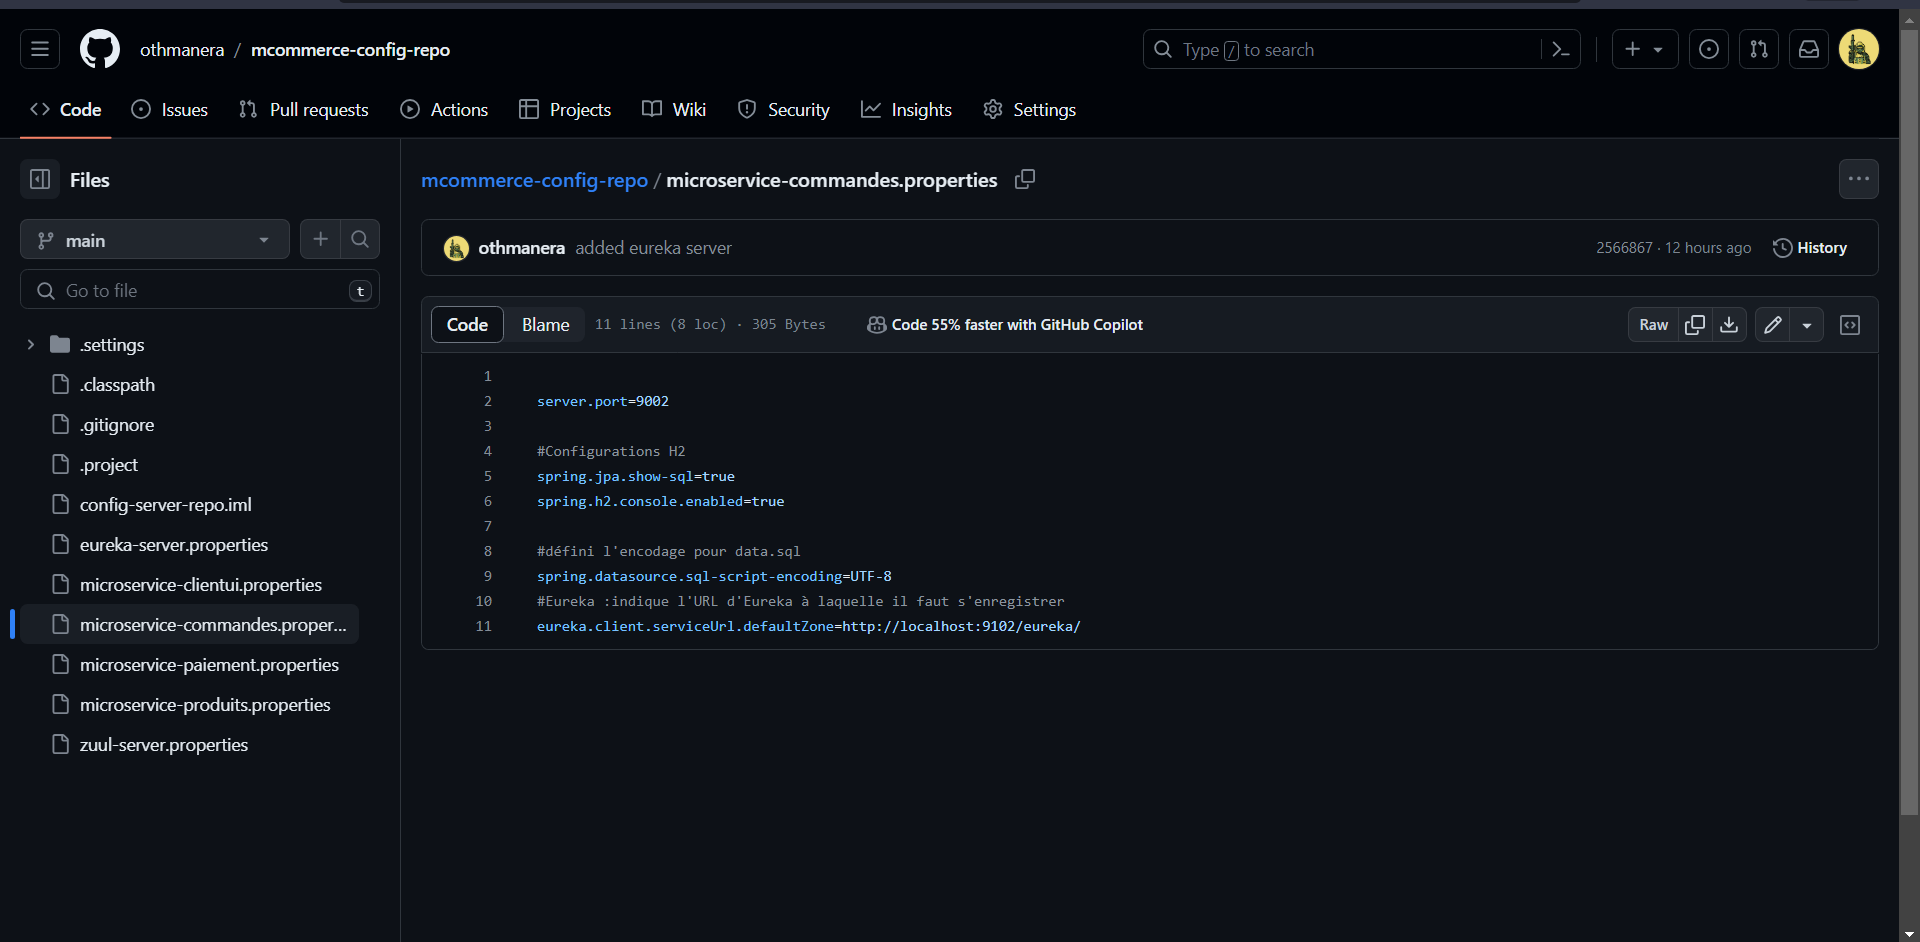 othmanera / mcommerce-config-repo
Type / to search
Code
Issues
Pull requests
Actions
Projects
Wiki
Security
Insights
Settings
Files
main
Go to file
t
.settings
.classpath
.gitignore
.project
config-server-repo.iml
eureka-server.properties
microservice-clientui.properties
microservice-commandes.proper...
microservice-paiement.properties
microservice-produits.properties
zuul-server.properties
mcommerce-config-repo / microservice-commandes.properties
othmanera added eureka server
2566867 · 12 hours ago
History
Code
Blame
11 lines (8 loc) · 305 Bytes
Code 55% faster with GitHub Copilot
Raw
1
2 server.port=9002
3
4 #Configurations H2
5 spring.jpa.show-sql=true
6 spring.h2.console.enabled=true
7
8 #défini l'encodage pour data.sql
9 spring.datasource.sql-script-encoding=UTF-8
10 #Eureka :indique l'URL d'Eureka à laquelle il faut s'enregistrer
11 eureka.client.serviceUrl.defaultZone=http://localhost:9102/eureka/